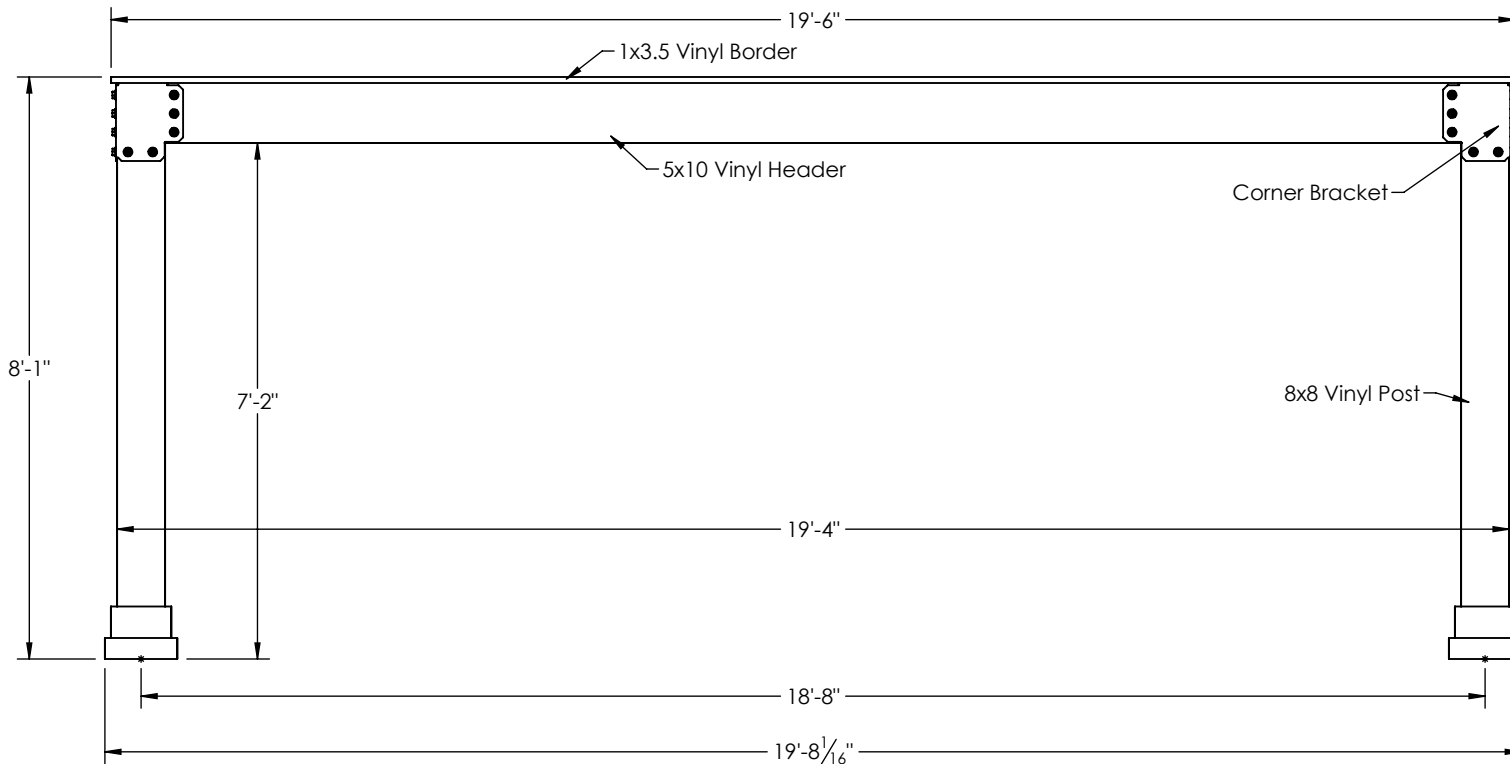 19'-6"
1x3.5 Vinyl Border
5x10 Vinyl Header
Corner Bracket
8'-1"
7'-2"
8x8 Vinyl Post
19'-4"
18'-8"
19'-8 1/16"